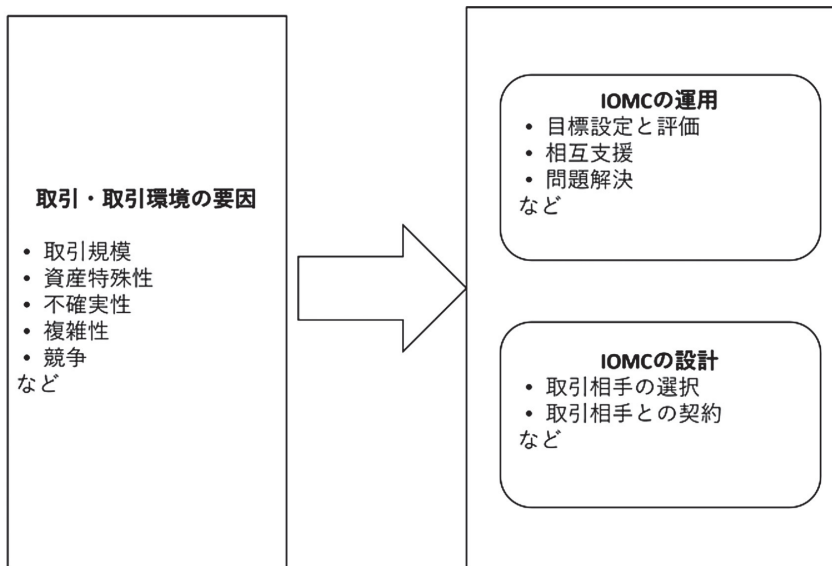 取引・取引環境の要因
• 取引規模
• 資産特殊性
• 不確実性
• 複雑性
• 競争
など
IOMCの運用
• 目標設定と評価
• 相互支援
• 問題解決
など
IOMCの設計
• 取引相手の選択
• 取引相手との契約
など